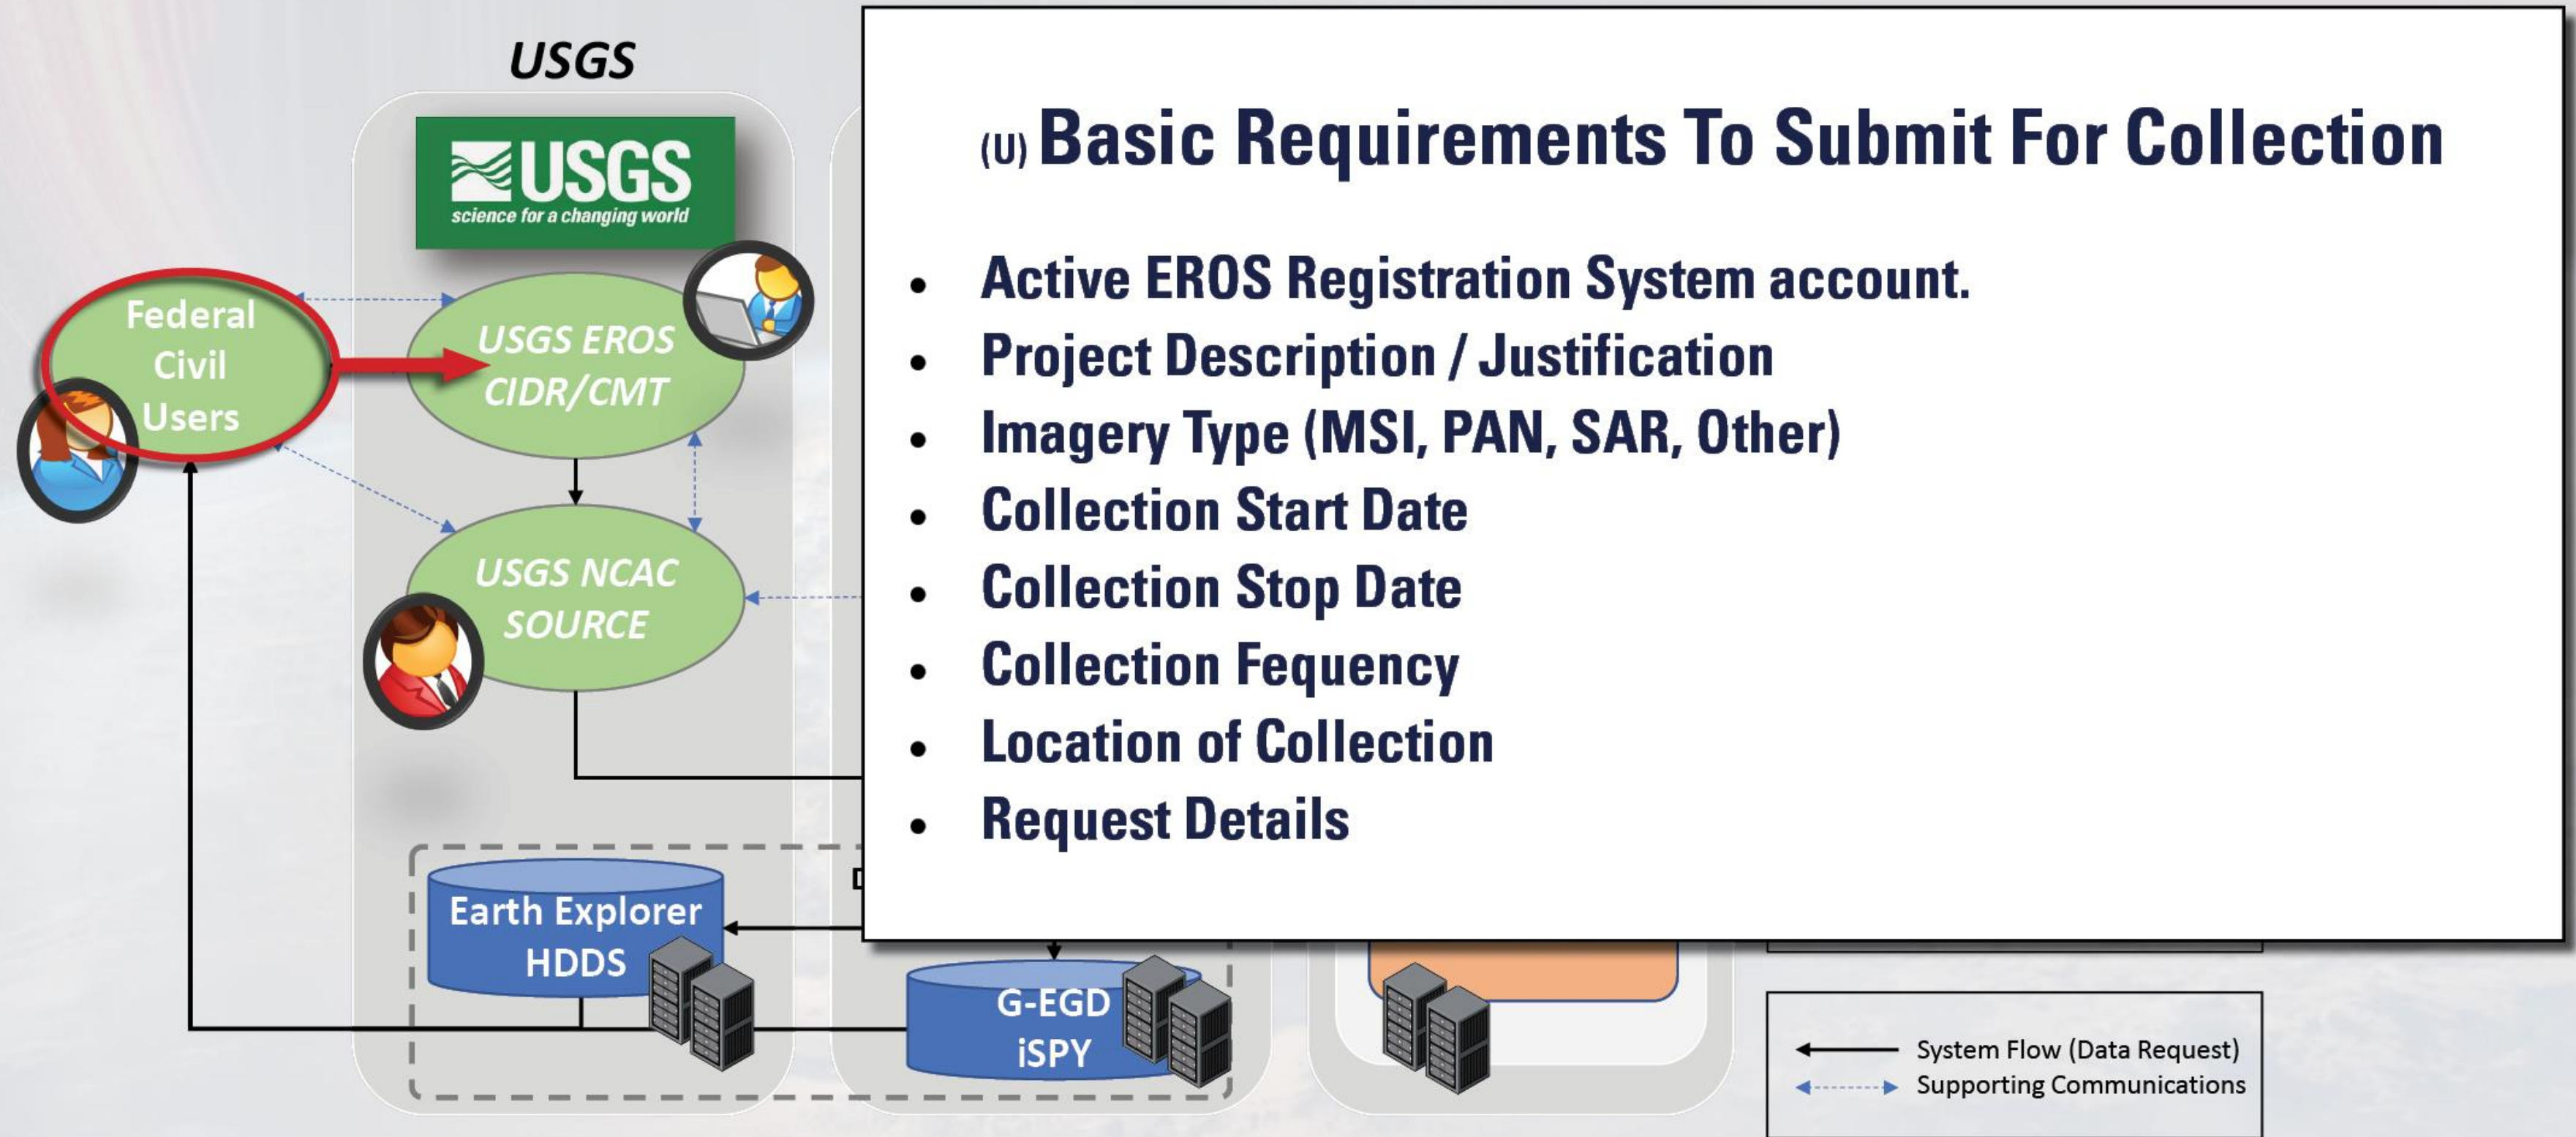 USGS
USGS
science for a changing world
Federal
Civil
Users
USGS EROS
CIDR/CMT
USGS NCAC
SOURCE
Earth Explorer
HDDS
G-EGD
iSPY
(U) Basic Requirements To Submit For Collection
• Active EROS Registration System account.
• Project Description / Justification
• Imagery Type (MSI, PAN, SAR, Other)
• Collection Start Date
• Collection Stop Date
• Collection Fequency
• Location of Collection
• Request Details
System Flow (Data Request)
Supporting Communications